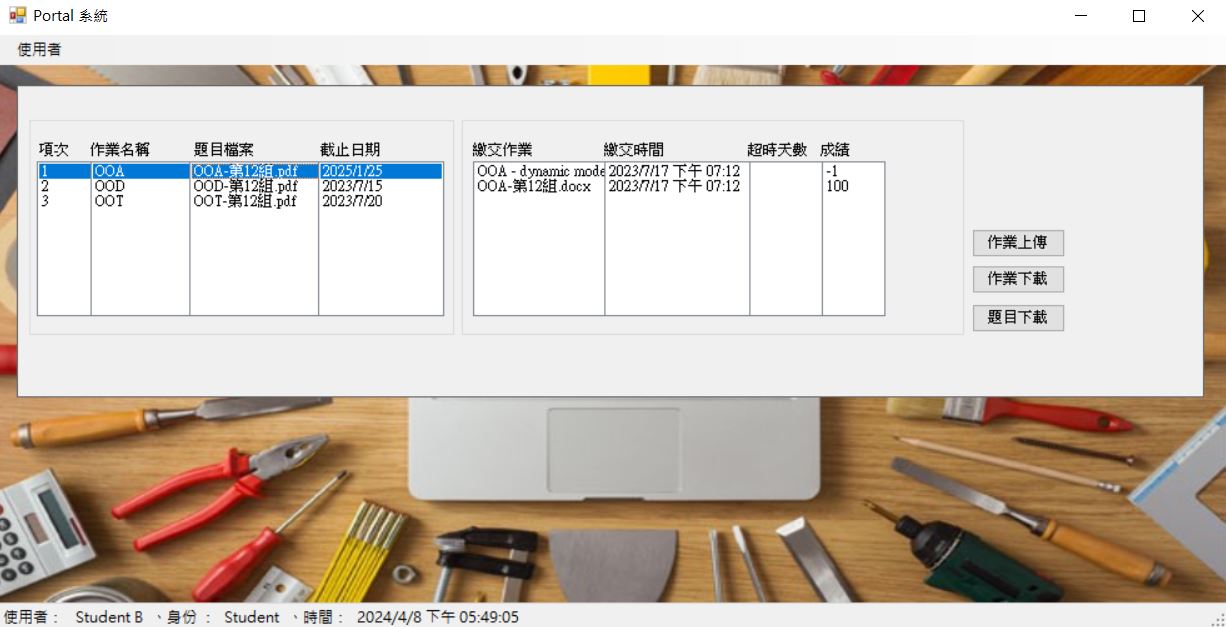 Portal 系統
使用者
項次 作業名稱 題目檔案 截止日期
1 OOA OOA-第12組.pdf 2025/1/25
2 OOD OOD-第12組.pdf 2023/7/15
3 OOT OOT-第12組.pdf 2023/7/20
繳交作業 繳交時間 超時天數 成績
OOA - dynamic mode 2023/7/17 下午 07:12 -1
OOA-第12組.docx 2023/7/17 下午 07:12 100
作業上傳
作業下載
題目下載
使用者： Student B 、身份 ： Student 、時間： 2024/4/8 下午 05:49:05